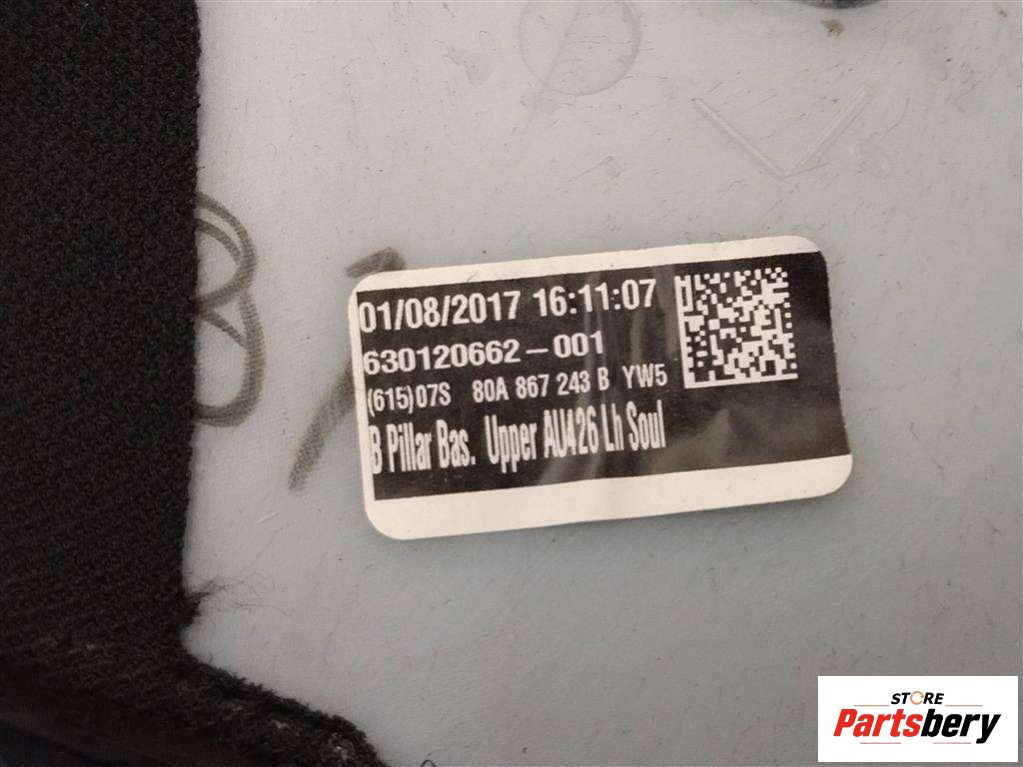 81
01/08/2017 16:11:07
630120662-001
(615)07S 80A 867 243 B YW5
B Pillar Bas. Upper AU426 Lh Soul
STORE
Partsbery